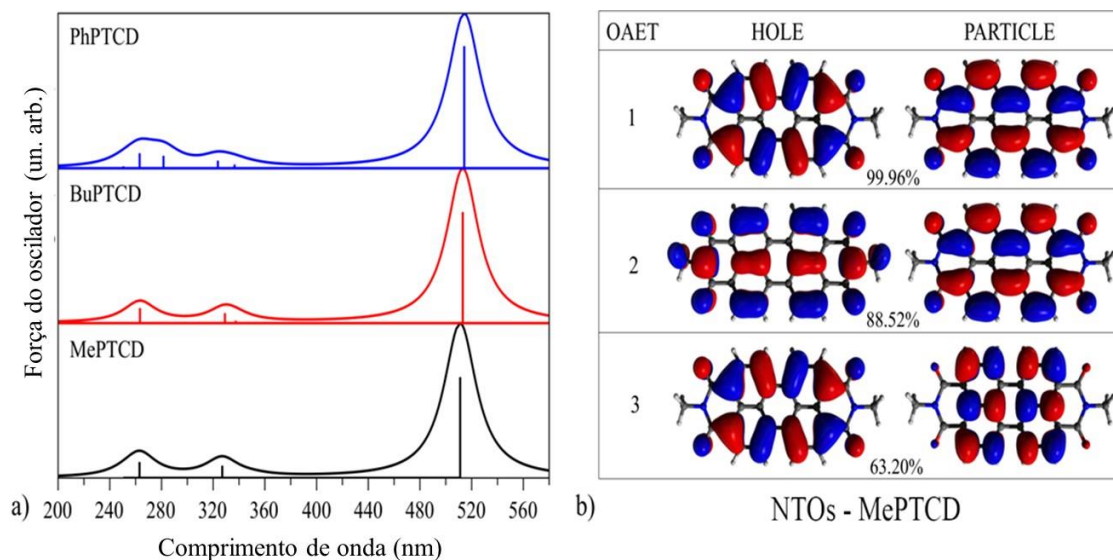 PhPTCD
BuPTCD
MePTCD
Força do oscilador (un. arb.)
200 240 280 320 360 400 440 480 520 560
Comprimento de onda (nm)
a)
OAET HOLE PARTICLE
1
99.96%
2
88.52%
3
63.20%
b)
NTOs - MePTCD